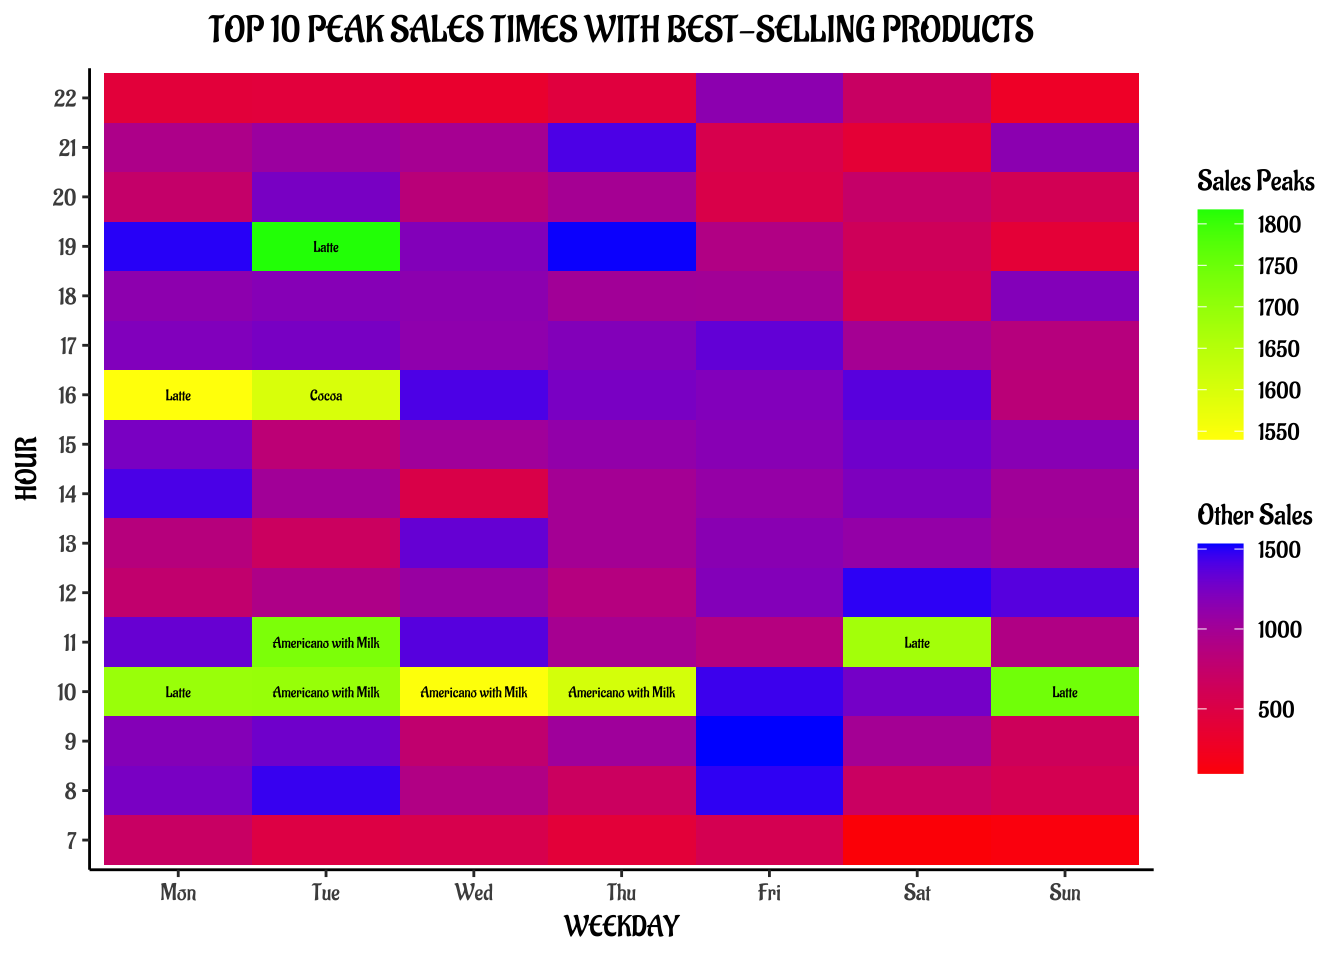 TOP 10 PEAK SALES TIMES WITH BEST-SELLING PRODUCTS
22
21
20
19
18
17
16
15
14
13
12
11
10
9
8
7
HOUR
Latte
Latte
Cocoa
Americano with Milk
Latte
Latte
Americano with Milk
Americano with Milk
Americano with Milk
Latte
Mon
Tue
Wed
Thu
Fri
Sat
Sun
WEEKDAY
Sales Peaks
1800
1750
1700
1650
1600
1550
Other Sales
1500
1000
500